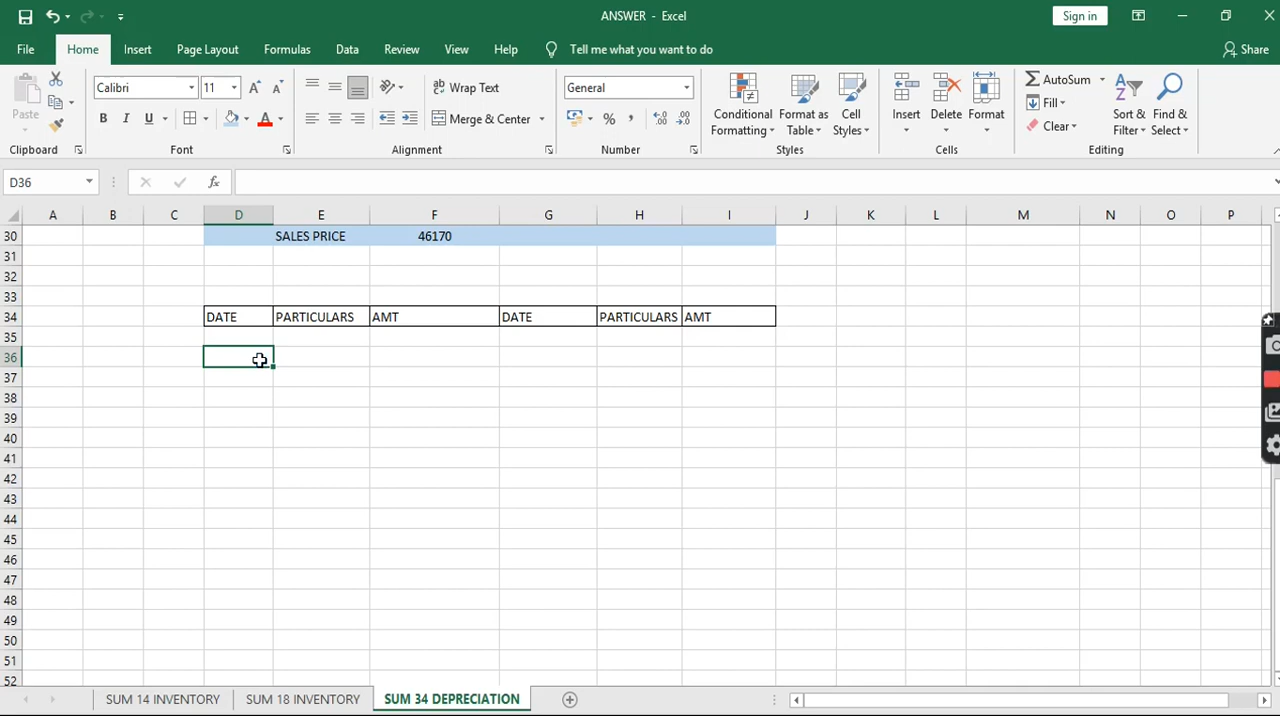 ANSWER - Excel
Sign in
File Home Insert Page Layout Formulas Data Review View Help Tell me what you want to do Share
Paste
Calibri 11
B I U A
Wrap Text
Merge & Center
General
%
Conditional Formatting
Format as Table
Cell Styles
Insert
Delete
Format
AutoSum
Fill
Clear
Sort & Filter
Find & Select
Clipboard Font Alignment Number Styles Cells Editing
D36 fx
A B C D E F G H I J K L M N O P
30 SALES PRICE 46170
31
32
33
34 DATE PARTICULARS AMT DATE PARTICULARS AMT
35
36
37
38
39
40
41
42
43
44
45
46
47
48
49
50
51
52
SUM 14 INVENTORY SUM 18 INVENTORY SUM 34 DEPRECIATION